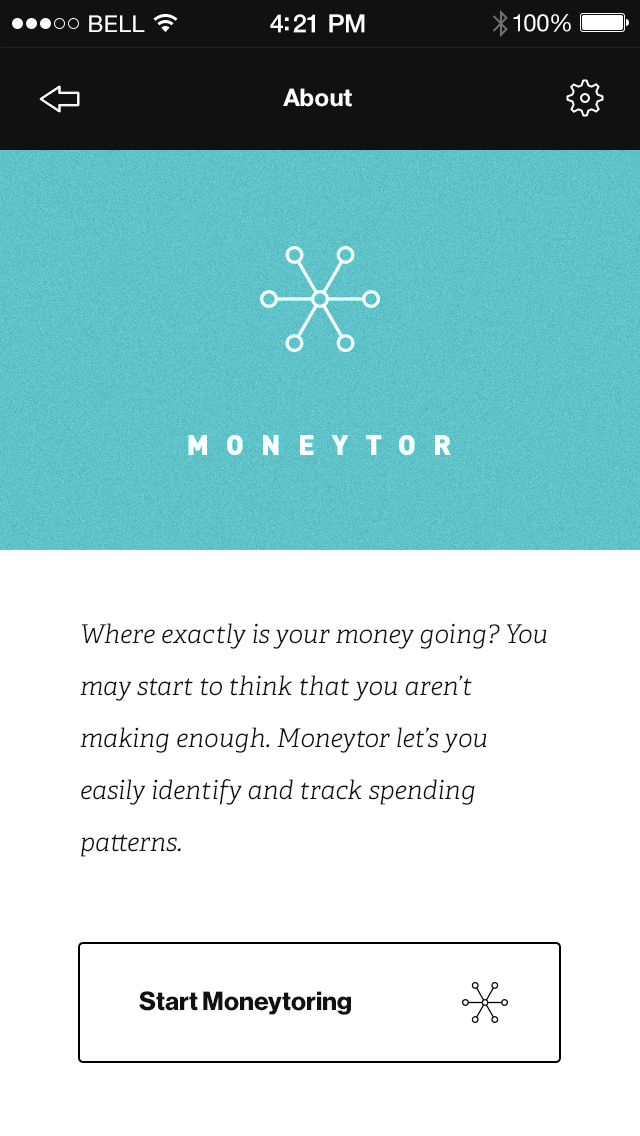 BELL 4:21 PM 100%
About
MONEYTOR
Where exactly is your money going? You
may start to think that you aren't
making enough. Moneytor let's you
easily identify and track spending
patterns.
Start Moneytoring